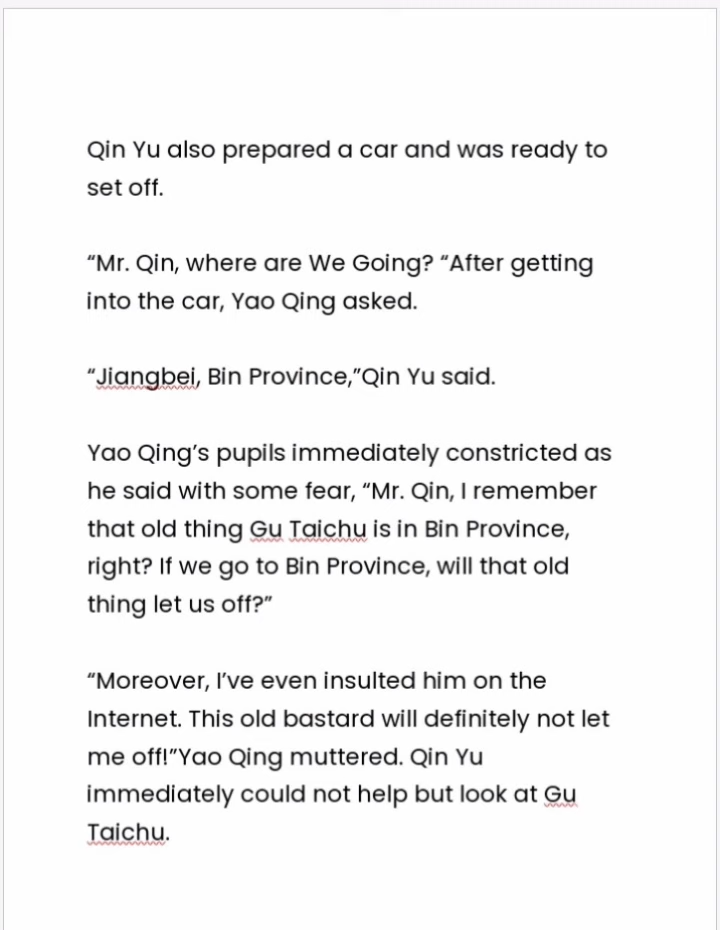 Qin Yu also prepared a car and was ready to
set off.
“Mr. Qin, where are We Going? “After getting
into the car, Yao Qing asked.
“Jiangbei, Bin Province,”Qin Yu said.
Yao Qing’s pupils immediately constricted as
he said with some fear, “Mr. Qin, I remember
that old thing Gu Taichu is in Bin Province,
right? If we go to Bin Province, will that old
thing let us off?”
“Moreover, I’ve even insulted him on the
Internet. This old bastard will definitely not let
me off!”Yao Qing muttered. Qin Yu
immediately could not help but look at Gu
Taichu.